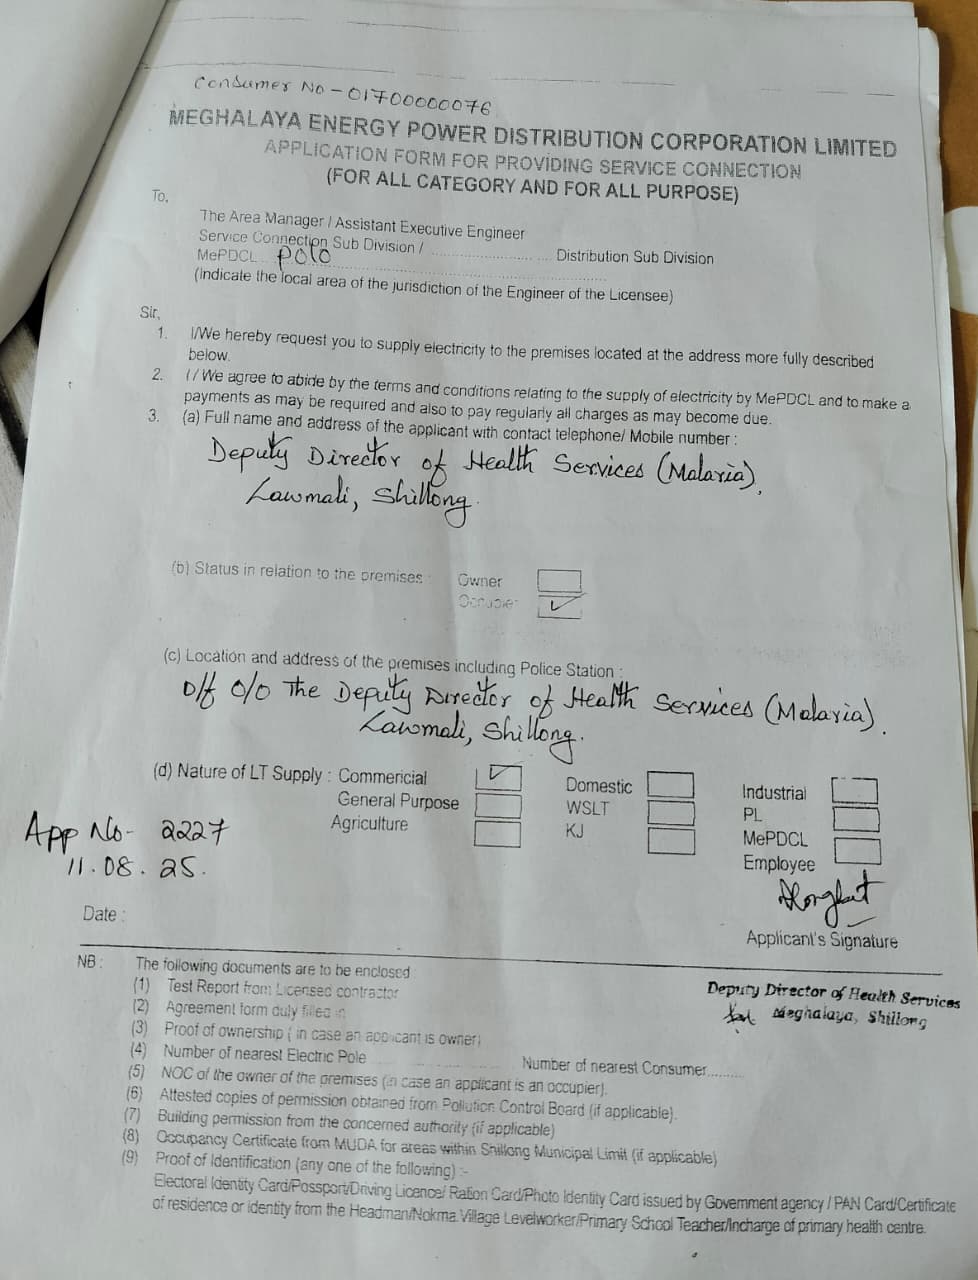 Consumer No - 01700000076
MEGHALAYA ENERGY POWER DISTRIBUTION CORPORATION LIMITED
APPLICATION FORM FOR PROVIDING SERVICE CONNECTION
(FOR ALL CATEGORY AND FOR ALL PURPOSE)
To,
The Area Manager / Assistant Executive Engineer
Service Connection Sub Division / ........................ Distribution Sub Division
MePDCL Polo
(indicate the local area of the jurisdiction of the Engineer of the Licensee)
Sir,
1. I/We hereby request you to supply electricity to the premises located at the address more fully described
below.
2. I / We agree to abide by the terms and conditions relating to the supply of electricity by MePDCL and to make a
payments as may be required and also to pay regularly all charges as may become due.
3. (a) Full name and address of the applicant with contact telephone/ Mobile number :
Deputy Director of Health Services (Malaria),
Lawmali, Shillong.
(b) Status in relation to the premises : Owner
Occupier ✓
(c) Location and address of the premises including Police Station :
O/o The Deputy Director of Health Services (Malaria).
Lawmali, Shillong.
(d) Nature of LT Supply : Commericial ✓ Domestic Industrial
General Purpose WSLT PL
Agriculture KJ MePDCL
Employee
App No- 2227
11.08.25.
Date :
Applicant's Signature
NB : The following documents are to be enclosed
Deputy Director of Health Services
Meghalaya, Shillong
(1) Test Report from Licensed contractor
(2) Agreement form duly filled in
(3) Proof of ownership ( in case an applicant is owner)
(4) Number of nearest Electric Pole Number of nearest Consumer.........
(5) NOC of the owner of the premises (in case an applicant is an occupier).
(6) Attested copies of permission obtained from Pollution Control Board (if applicable).
(7) Building permission from the concerned authority (if applicable)
(8) Occupancy Certificate from MUDA for areas within Shillong Municipal Limit (if applicable)
(9) Proof of Identification (any one of the following) :-
Electoral Identity Card/Possport/Driving Licence/ Ration Card/Photo Identity Card issued by Government agency / PAN Card/Certificate
of residence or identity from the Headman/Nokma.Village Levelworker/Primary School Teacher/Incharge of primary health centre.